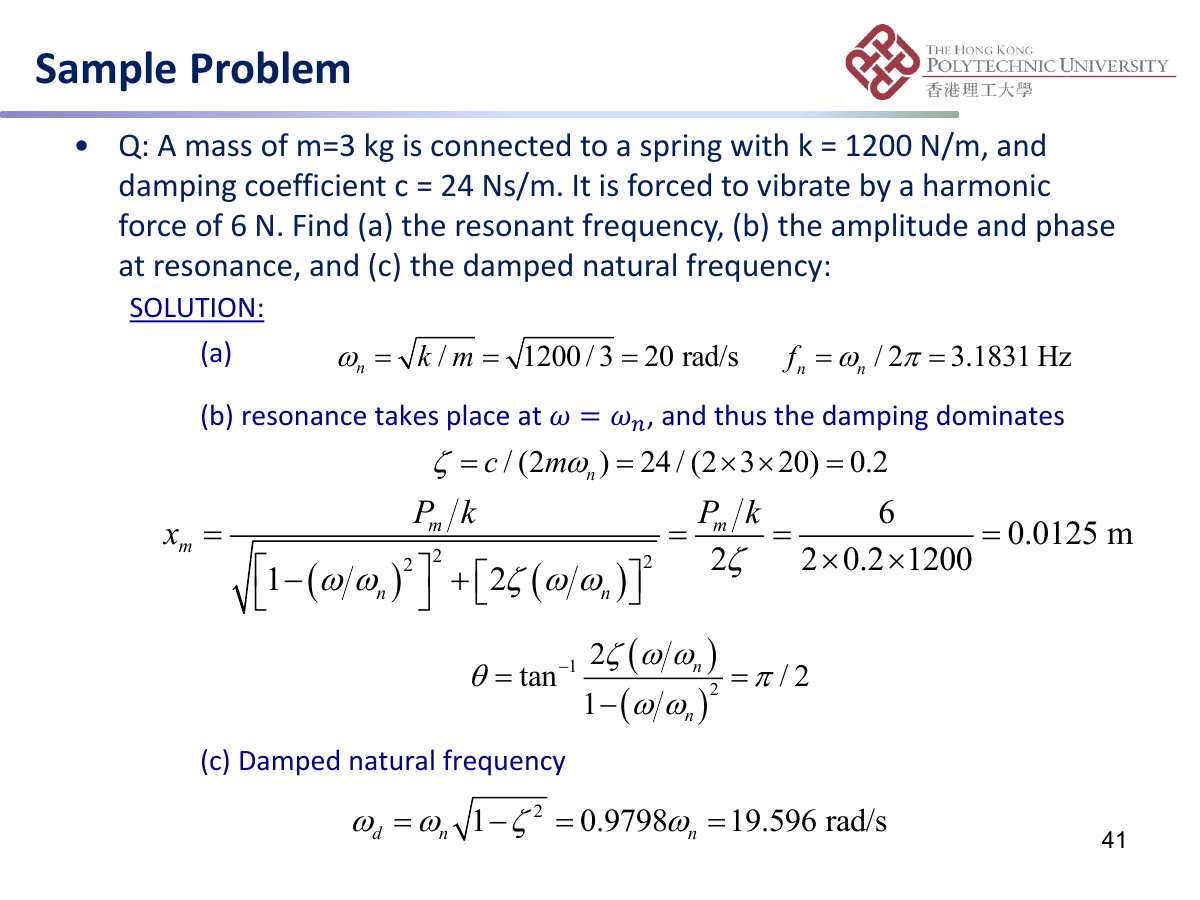 Sample Problem
THE HONG KONG
POLYTECHNIC UNIVERSITY
香港理工大學
• Q: A mass of m=3 kg is connected to a spring with k = 1200 N/m, and
damping coefficient c = 24 Ns/m. It is forced to vibrate by a harmonic
force of 6 N. Find (a) the resonant frequency, (b) the amplitude and phase
at resonance, and (c) the damped natural frequency:
SOLUTION:
(a) ωₙ = √(k / m) = √(1200 / 3) = 20 rad/s fₙ = ωₙ / 2π = 3.1831 Hz
(b) resonance takes place at ω = ωₙ, and thus the damping dominates
ζ = c / (2mωₙ) = 24 / (2×3×20) = 0.2
xₘ = (Pₘ/k) / √([1−(ω/ωₙ)²]² + [2ζ(ω/ωₙ)]²) = (Pₘ/k) / (2ζ) = 6 / (2×0.2×1200) = 0.0125 m
θ = tan⁻¹ (2ζ(ω/ωₙ)) / (1−(ω/ωₙ)²) = π / 2
(c) Damped natural frequency
ω_d = ωₙ√(1−ζ²) = 0.9798ωₙ = 19.596 rad/s
41